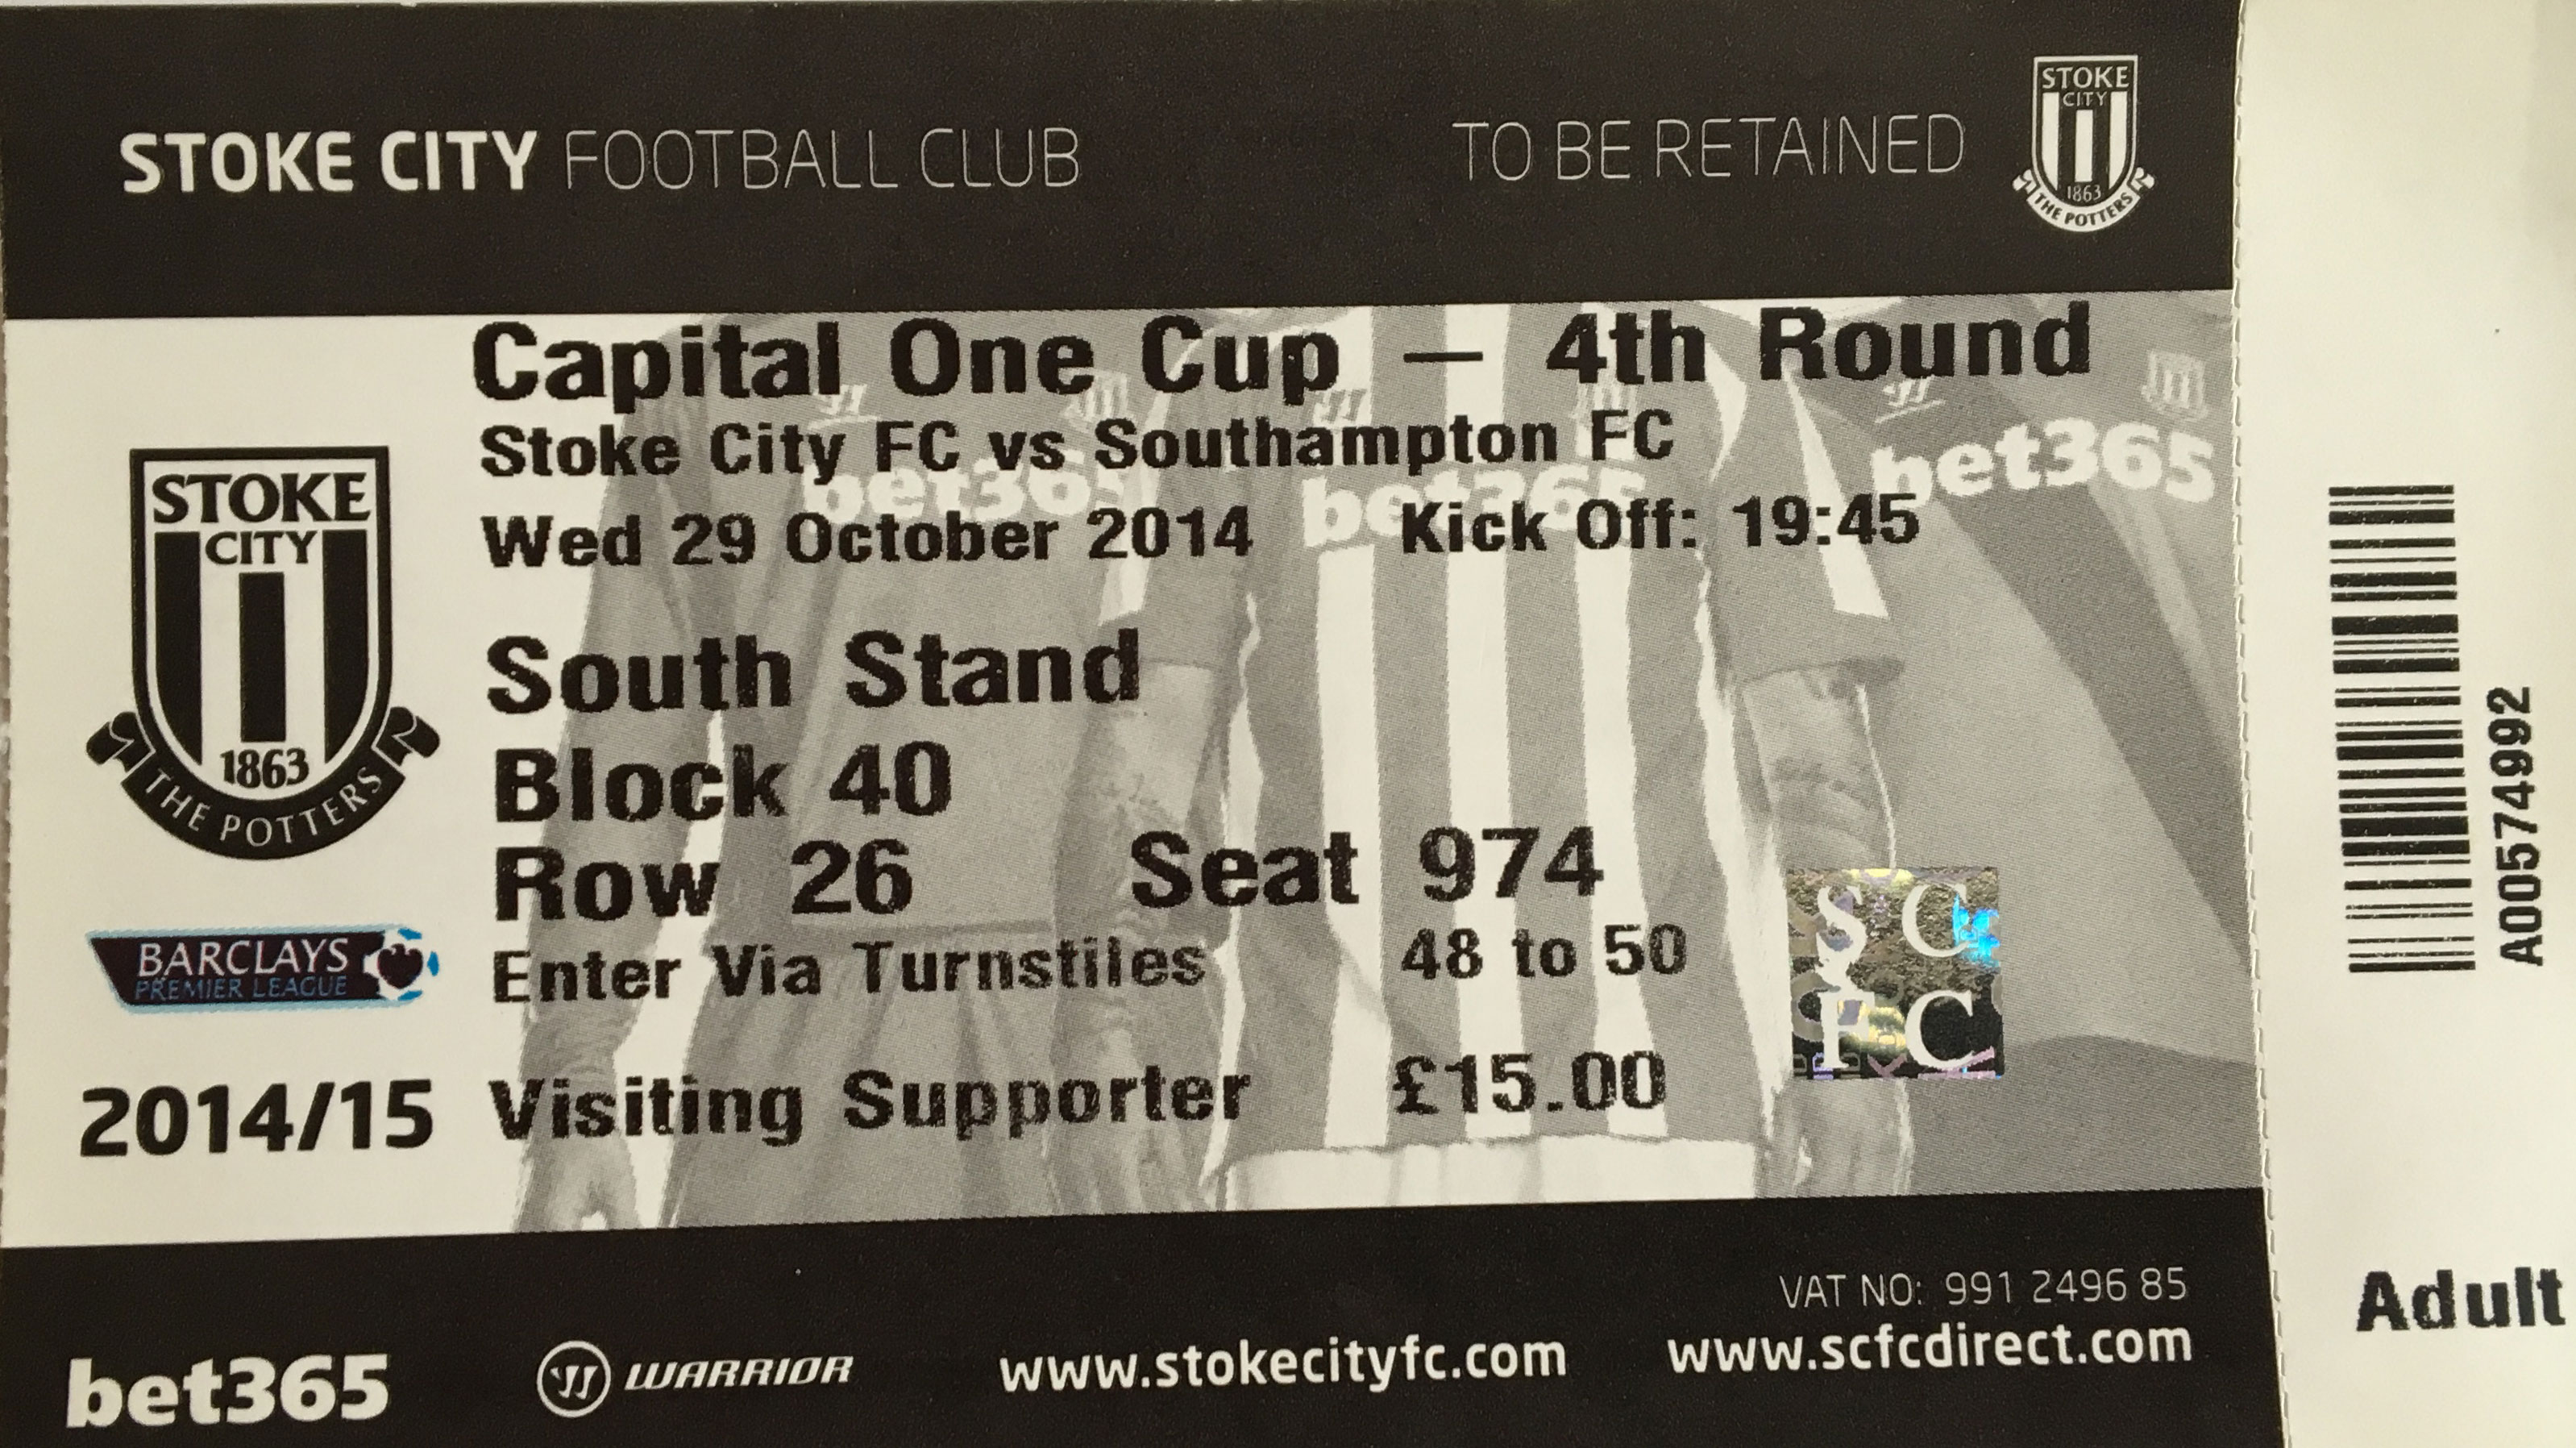 STOKE CITY FOOTBALL CLUB
TO BE RETAINED
STOKE
CITY
1863
THE POTTERS
Capital One Cup — 4th Round
Stoke City FC vs Southampton FC
Wed 29 October 2014 Kick Off: 19:45
South Stand
Block 40
Row 26 Seat 974
Enter Via Turnstiles 48 to 50
Visiting Supporter £15.00
bet365
bet365
bet365
STOKE
CITY
1863
THE POTTERS
BARCLAYS
PREMIER LEAGUE
2014/15
S C
F C
A00574992
Adult
VAT NO: 991 2496 85
bet365
WARRIOR
www.stokecityfc.com
www.scfcdirect.com